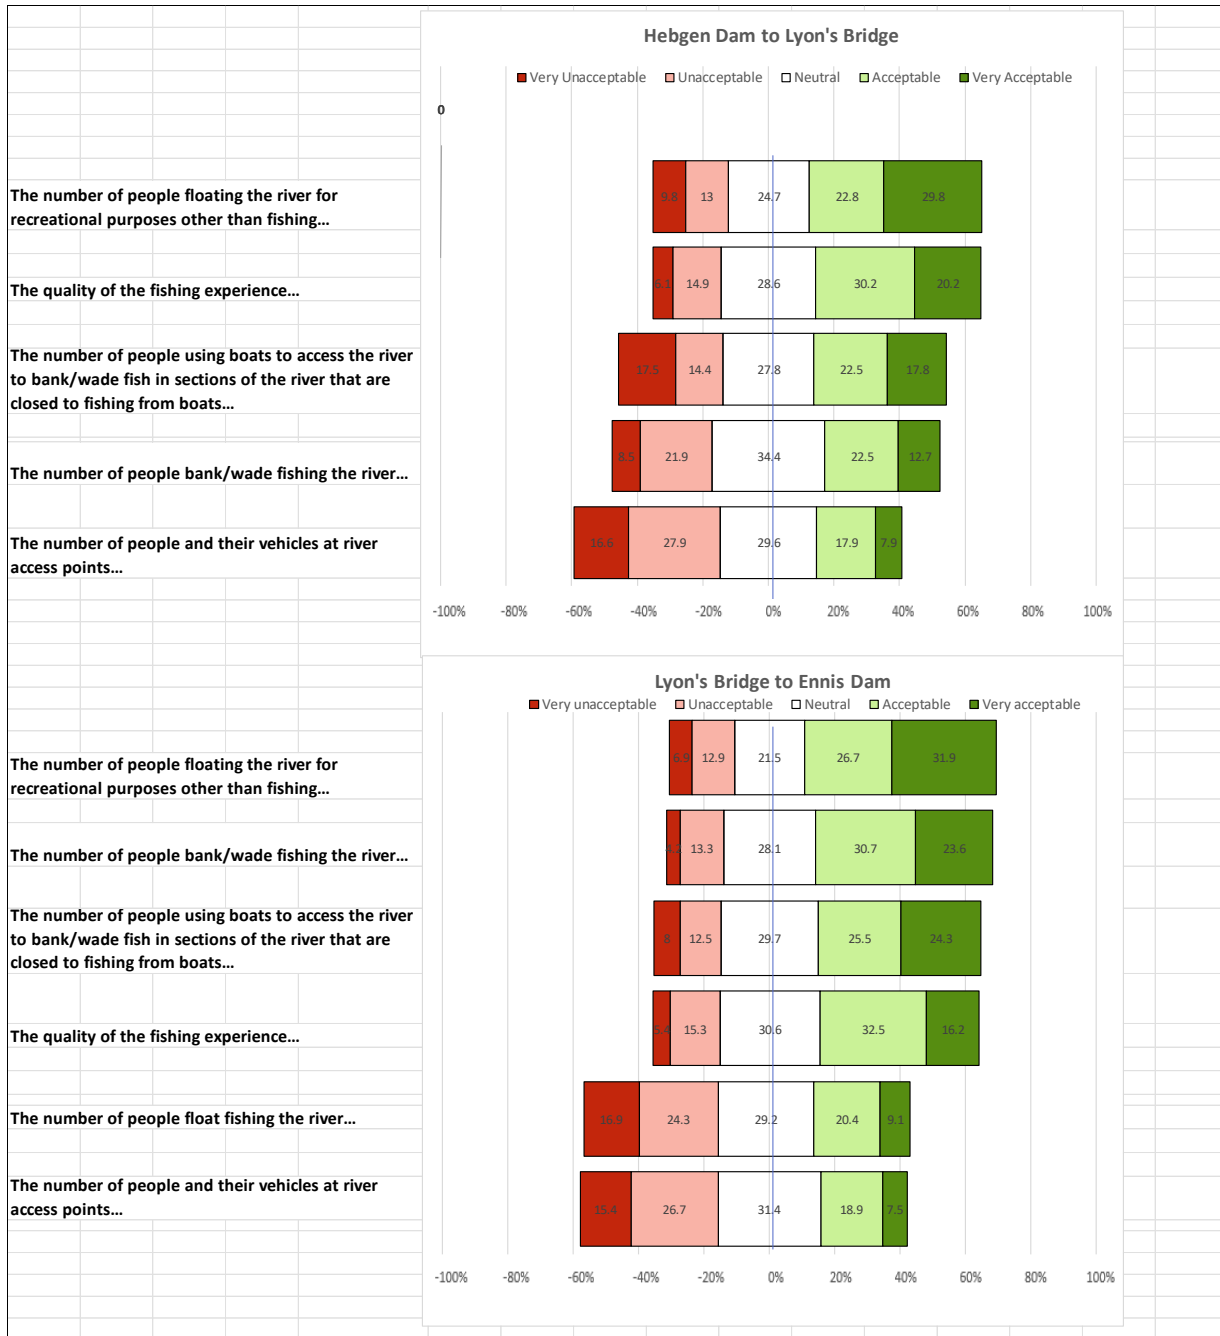 Hebgen Dam to Lyon's Bridge
Very Unacceptable Unacceptable Neutral Acceptable Very Acceptable
0
The number of people floating the river for
recreational purposes other than fishing...
9.8 13 24.7 22.8 29.8
The quality of the fishing experience...
6.1 14.9 28.6 30.2 20.2
The number of people using boats to access the river
to bank/wade fish in sections of the river that are
closed to fishing from boats...
17.5 14.4 27.8 22.5 17.8
The number of people bank/wade fishing the river...
8.5 21.9 34.4 22.5 12.7
The number of people and their vehicles at river
access points...
16.6 27.9 29.6 17.9 7.9
-100% -80% -60% -40% -20% 0% 20% 40% 60% 80% 100%
Lyon's Bridge to Ennis Dam
Very unacceptable Unacceptable Neutral Acceptable Very acceptable
The number of people floating the river for
recreational purposes other than fishing...
6.9 12.9 21.5 26.7 31.9
The number of people bank/wade fishing the river...
4.2 13.3 28.1 30.7 23.6
The number of people using boats to access the river
to bank/wade fish in sections of the river that are
closed to fishing from boats...
8 12.5 29.7 25.5 24.3
The quality of the fishing experience...
5.4 15.3 30.6 32.5 16.2
The number of people float fishing the river...
16.9 24.3 29.2 20.4 9.1
The number of people and their vehicles at river
access points...
15.4 26.7 31.4 18.9 7.5
-100% -80% -60% -40% -20% 0% 20% 40% 60% 80% 100%